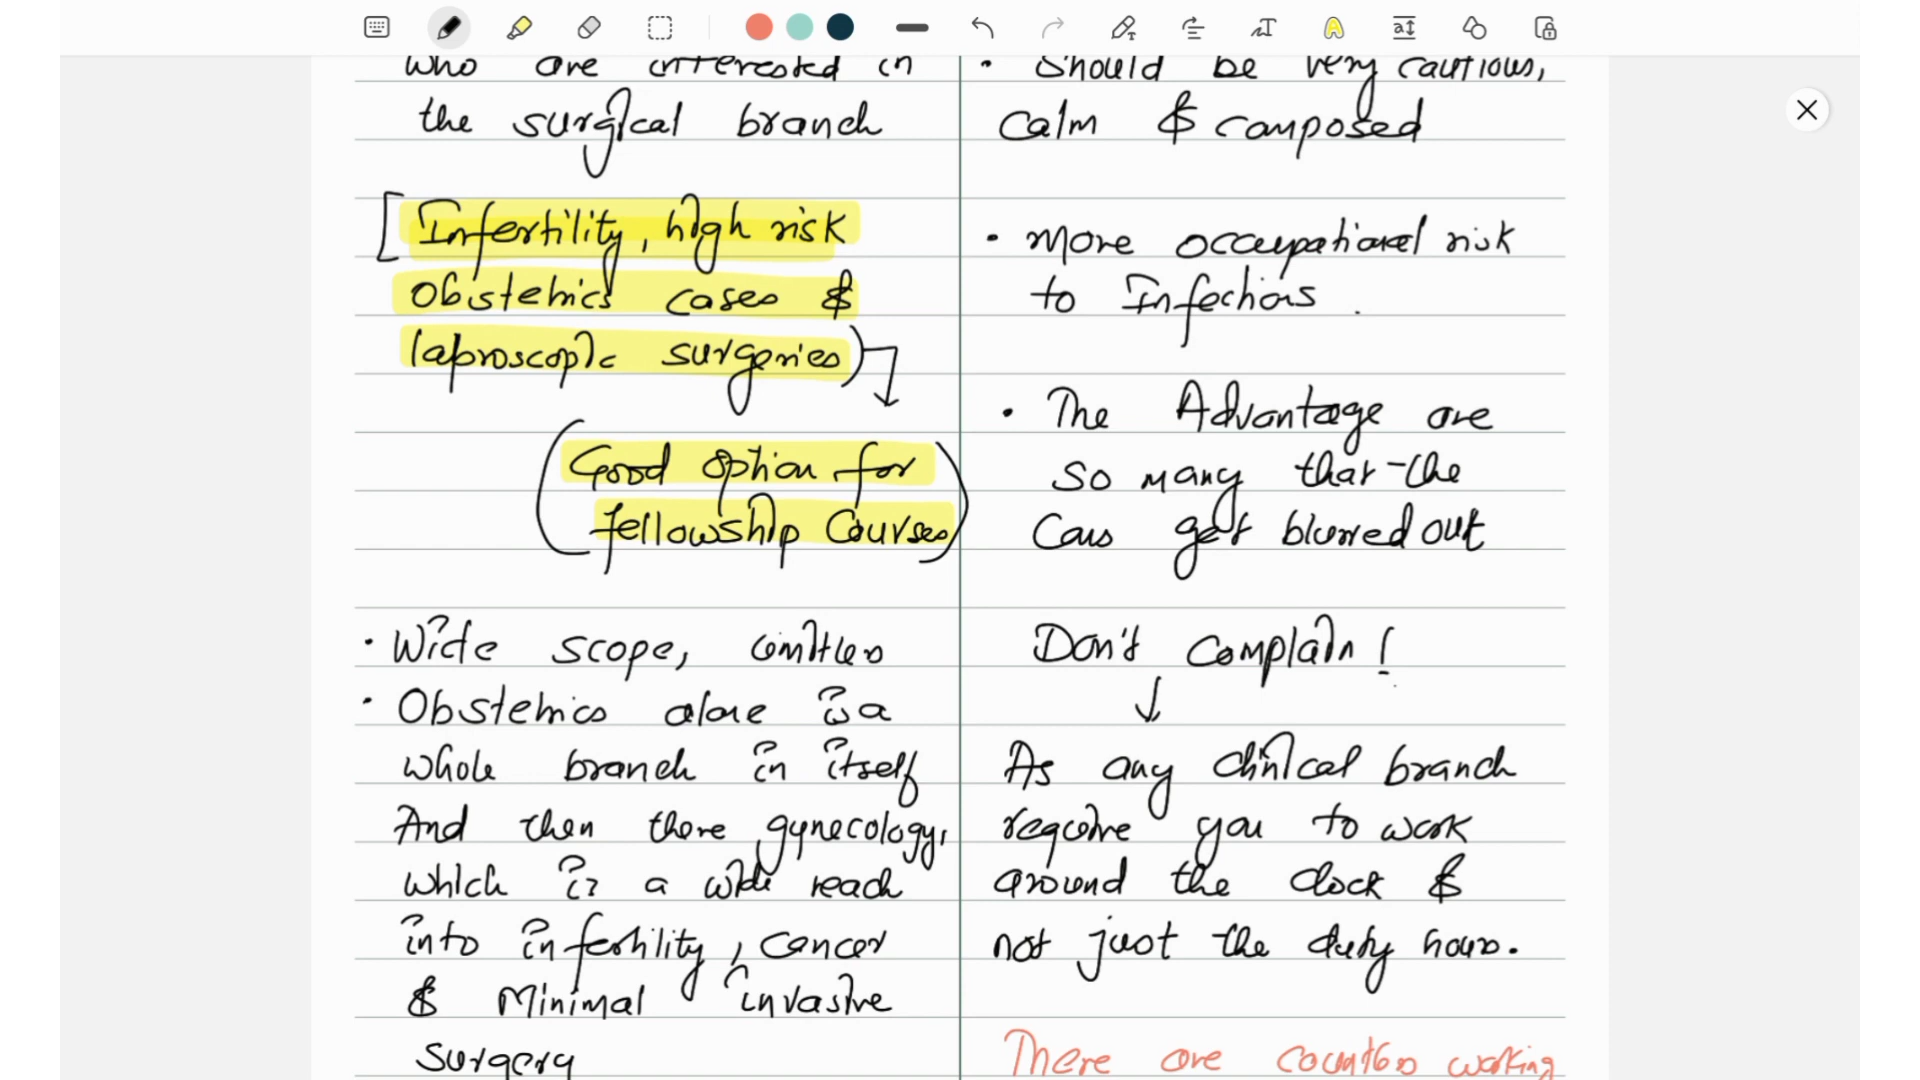 who are interested in
the surgical branch
[Infertility, high risk
Obstetrics cases &
laproscopic surgeries)
(Good option for
fellowship Courses)
• Wide scope, limitless
• Obstetrics alone is a
whole branch in itself
And then there gynecology,
which is a wide reach
into infertility, cancer
& Minimal invasive
Surgery
• Should be very cautious,
Calm & composed
• More occupational risk
to Infections.
• The Advantage are
so many that the
Cons get blurred out
Don't Complain!
As any clinical branch
require you to work
around the clock &
not just the duty hours.
There are countless working